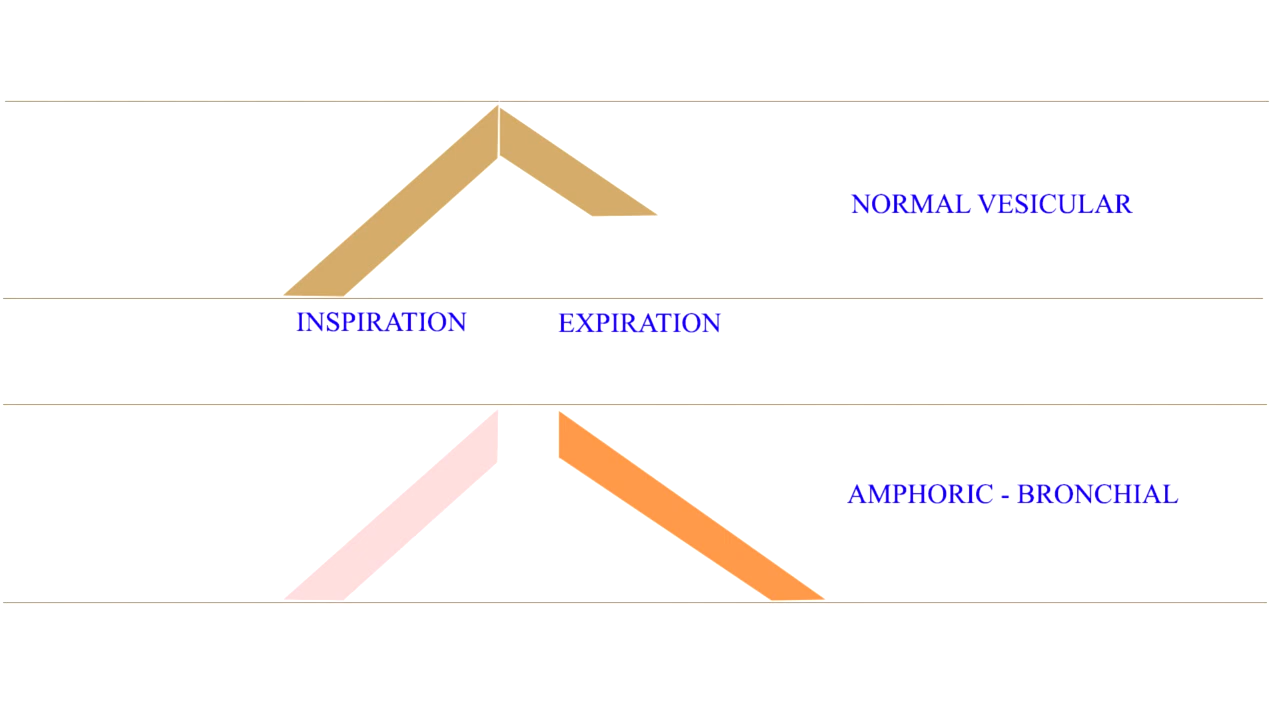 NORMAL VESICULAR
INSPIRATION
EXPIRATION
AMPHORIC - BRONCHIAL